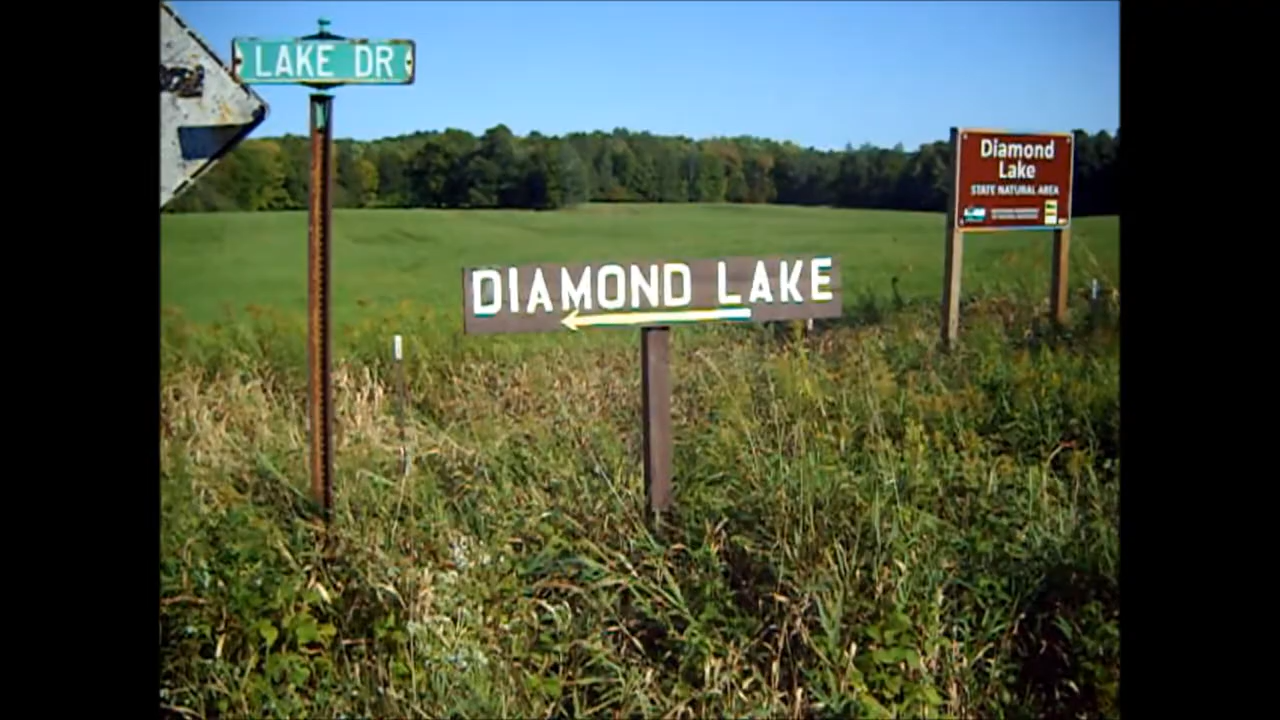 LAKE DR
Diamond
Lake
STATE NATURAL AREA
DIAMOND LAKE